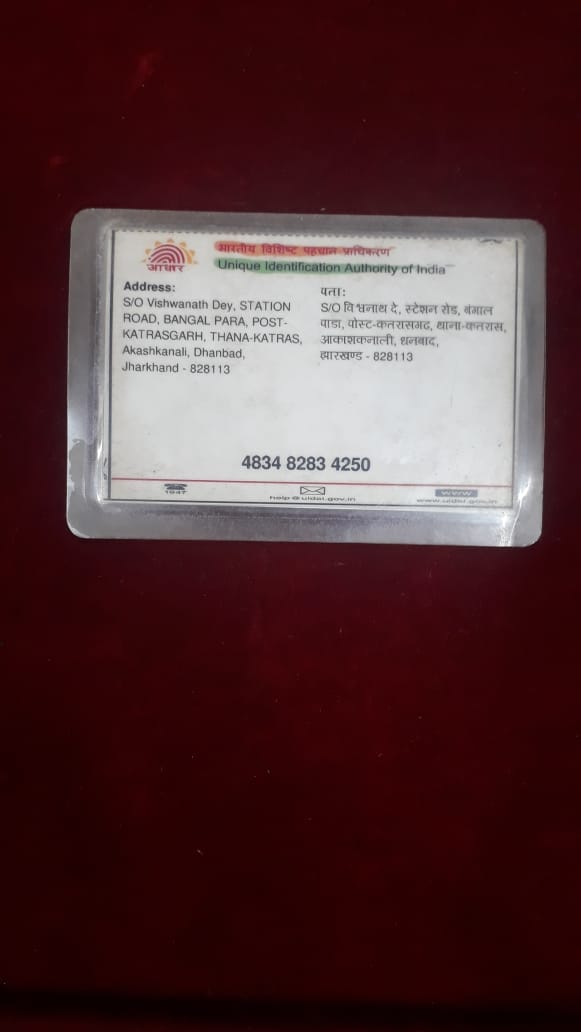 आधार
भारतीय विशिष्ट पहचान प्राधिकरण
Unique Identification Authority of India
Address:
S/O Vishwanath Dey, STATION
ROAD, BANGAL PARA, POST-
KATRASGARH, THANA-KATRAS,
Akashkanali, Dhanbad,
Jharkhand - 828113
पता:
S/O विश्वनाथ दे, स्टेशन रोड, बंगाल
पाडा, पोस्ट-कतरासगढ, थाना-कतरास,
आकाशकनाली, धनबाद,
झारखण्ड - 828113
4834 8283 4250
1947
help@uidai.gov.in
www
www.uidai.gov.in